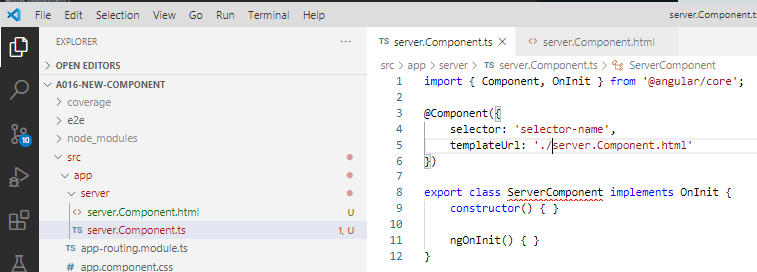 File Edit Selection View Go Run Terminal Help server.Component.t
EXPLORER ...
server.Component.ts server.Component.html
OPEN EDITORS
src > app > server > server.Component.ts > ServerComponent
A016-NEW-COMPONENT
coverage
e2e
node_modules
src
app
server
server.Component.html U
server.Component.ts 1, U
app-routing.module.ts
app.component.css
10
1 import { Component, OnInit } from '@angular/core';
2
3 @Component({
4 selector: 'selector-name',
5 templateUrl: './server.Component.html'
6 })
7
8 export class ServerComponent implements OnInit {
9 constructor() { }
10
11 ngOnInit() { }
12 }